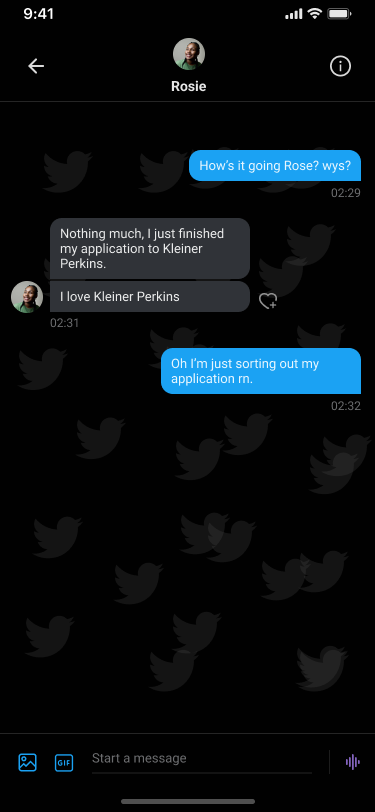 9:41
Rosie
How's it going Rose? wys?
02:29
Nothing much, I just finished
my application to Kleiner
Perkins.
I love Kleiner Perkins
02:31
Oh I'm just sorting out my
application rn.
02:32
GIF
Start a message